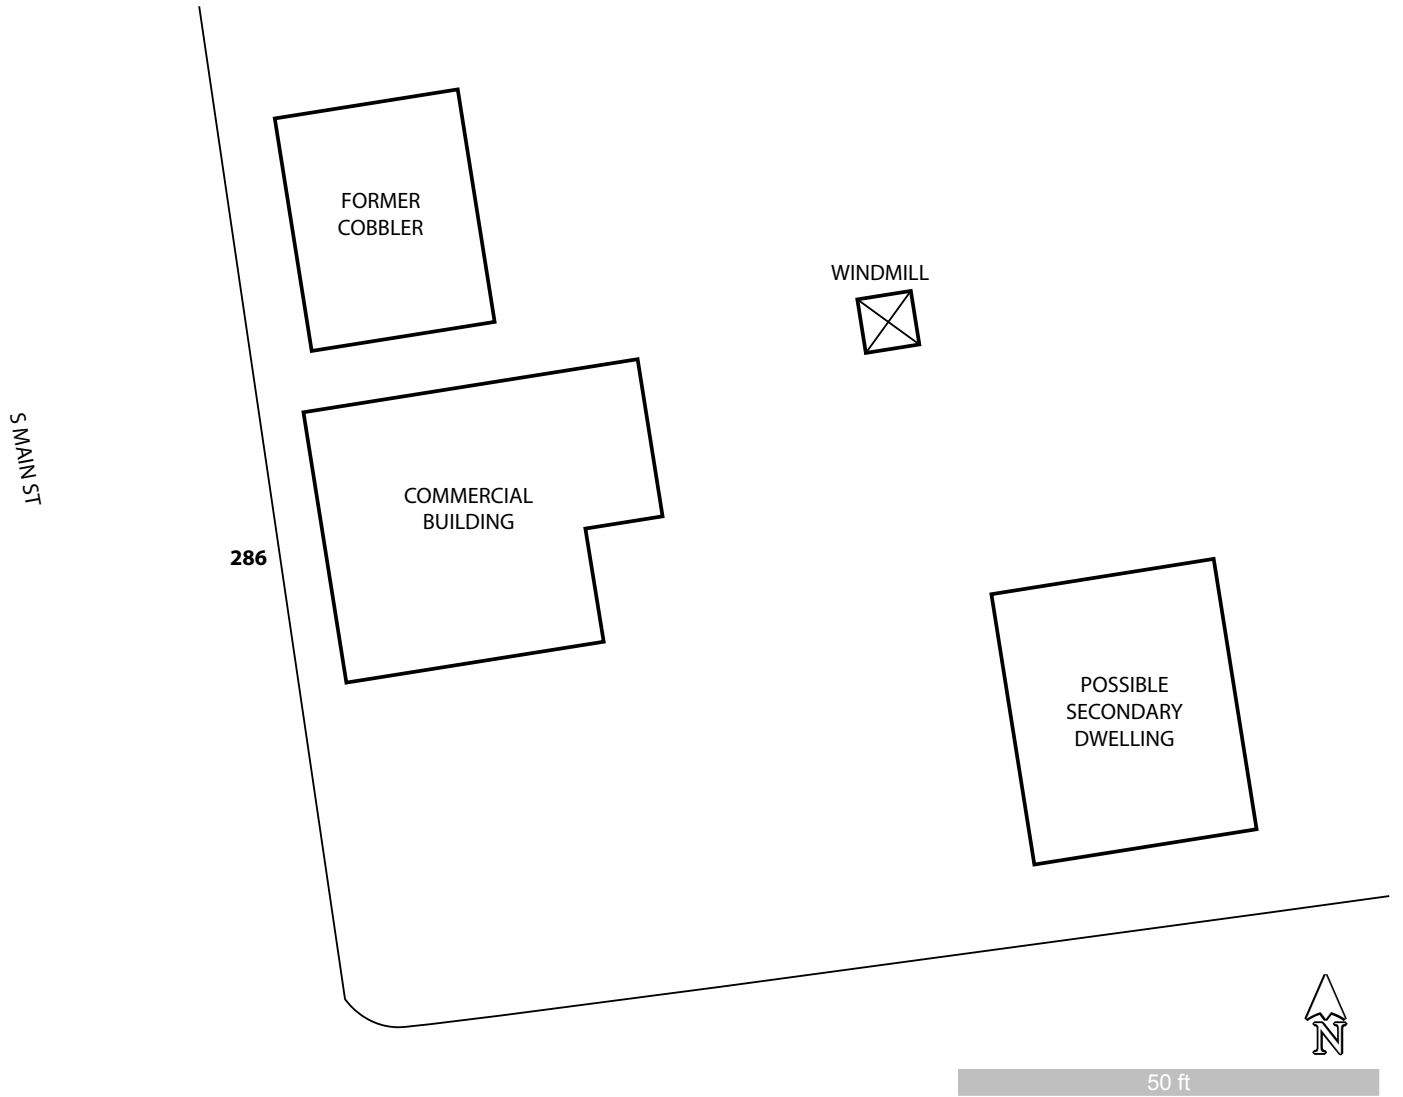 FORMER
COBBLER
WINDMILL
S MAIN ST
COMMERCIAL
BUILDING
286
POSSIBLE
SECONDARY
DWELLING
N
50 ft